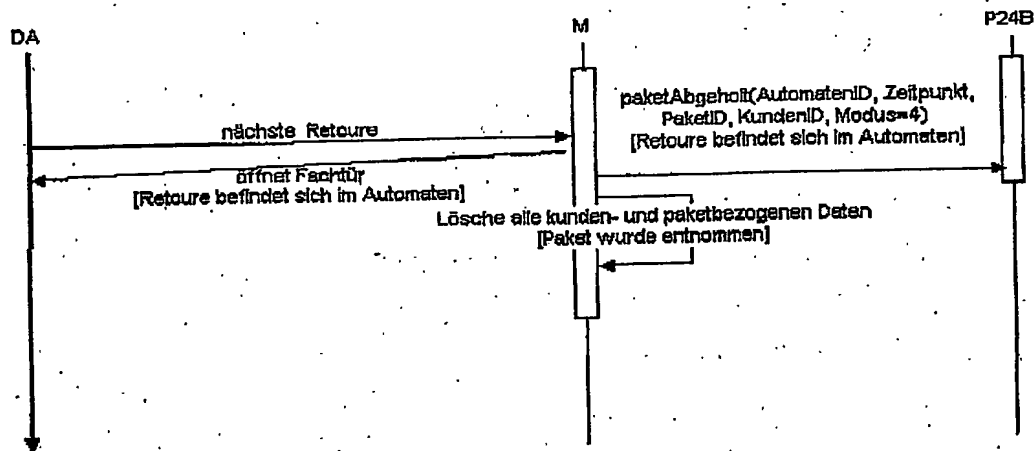 DA
M
P24B
paketAbgeholt(AutomatenID, Zeitpunkt,
PaketID, KundenID, Modus=4)
[Retoure befindet sich im Automaten]
nächste Retoure
öffnet Fachtür
[Retoure befindet sich im Automaten]
Lösche alle kunden- und paketbezogenen Daten
[Paket wurde entnommen]